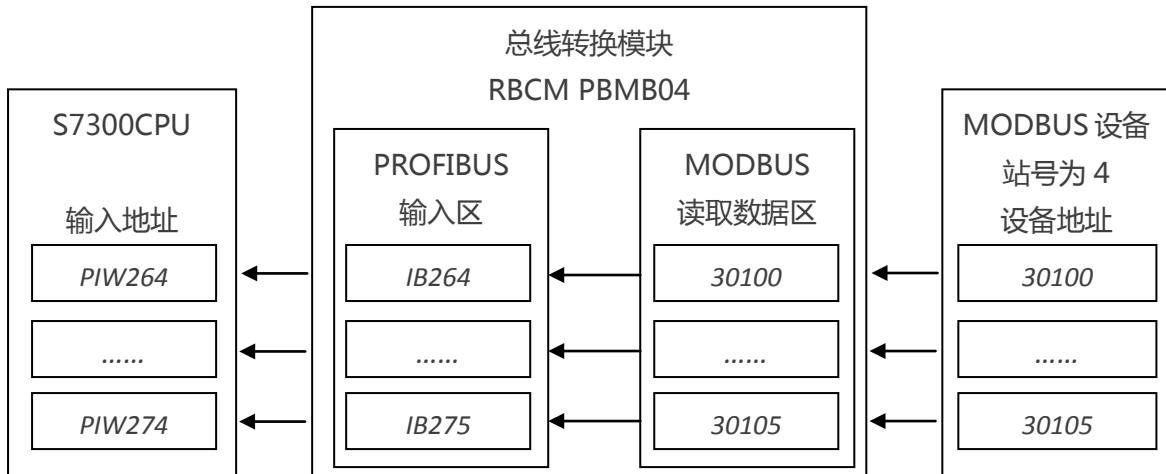 总线转换模块
RBCM PBMB04
S7300CPU
输入地址
PIW264
......
PIW274
PROFIBUS
输入区
IB264
......
IB275
MODBUS
读取数据区
30100
......
30105
MODBUS 设备
站号为 4
设备地址
30100
......
30105